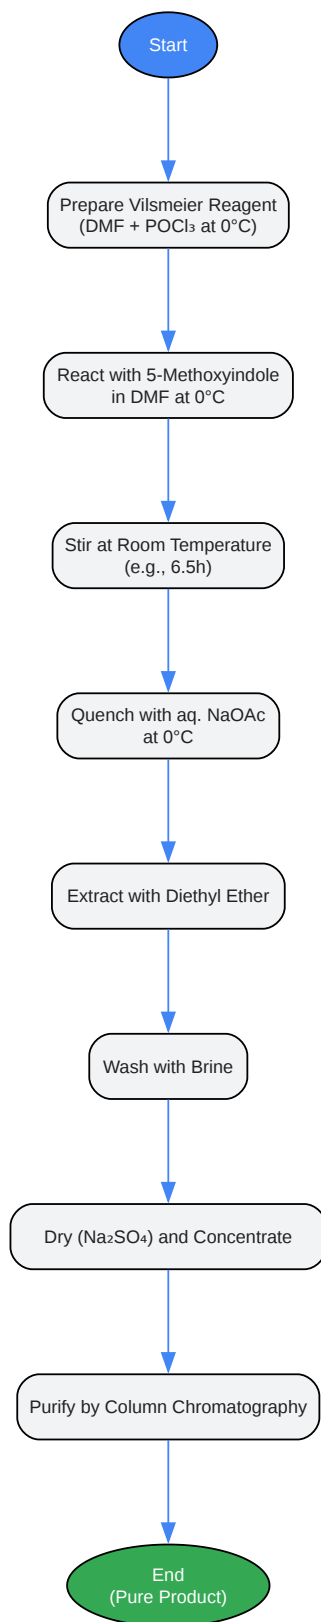 Start
Prepare Vilsmeier Reagent
(DMF + POCl₃ at 0°C)
React with 5-Methoxyindole
in DMF at 0°C
Stir at Room Temperature
(e.g., 6.5h)
Quench with aq. NaOAc
at 0°C
Extract with Diethyl Ether
Wash with Brine
Dry (Na₂SO₄) and Concentrate
Purify by Column Chromatography
End
(Pure Product)